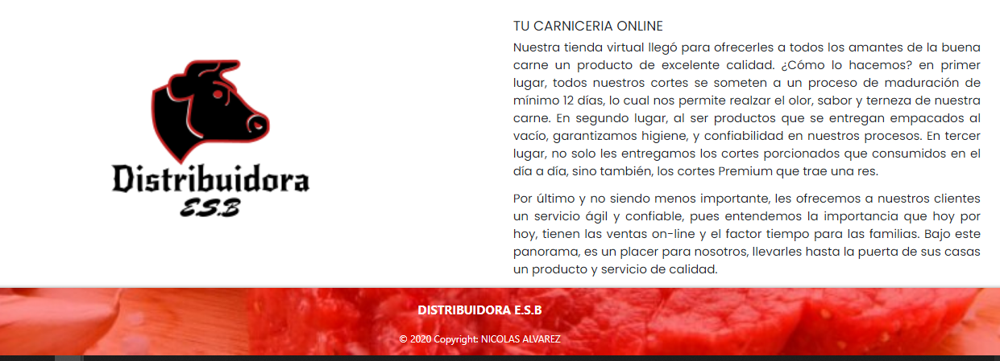 Distribuidora
E.S.B
TU CARNICERIA ONLINE
Nuestra tienda virtual llegó para ofrecerles a todos los amantes de la buena
carne un producto de excelente calidad. ¿Cómo lo hacemos? en primer
lugar, todos nuestros cortes se someten a un proceso de maduración de
mínimo 12 días, lo cual nos permite realzar el olor, sabor y terneza de nuestra
carne. En segundo lugar, al ser productos que se entregan empacados al
vacío, garantizamos higiene, y confiabilidad en nuestros procesos. En tercer
lugar, no solo les entregamos los cortes porcionados que consumidos en el
día a día, sino también, los cortes Premium que trae una res.
Por último y no siendo menos importante, les ofrecemos a nuestros clientes
un servicio ágil y confiable, pues entendemos la importancia que hoy por
hoy, tienen las ventas on-line y el factor tiempo para las familias. Bajo este
panorama, es un placer para nosotros, llevarles hasta la puerta de sus casas
un producto y servicio de calidad.
DISTRIBUIDORA E.S.B
© 2020 Copyright: NICOLAS ALVAREZ